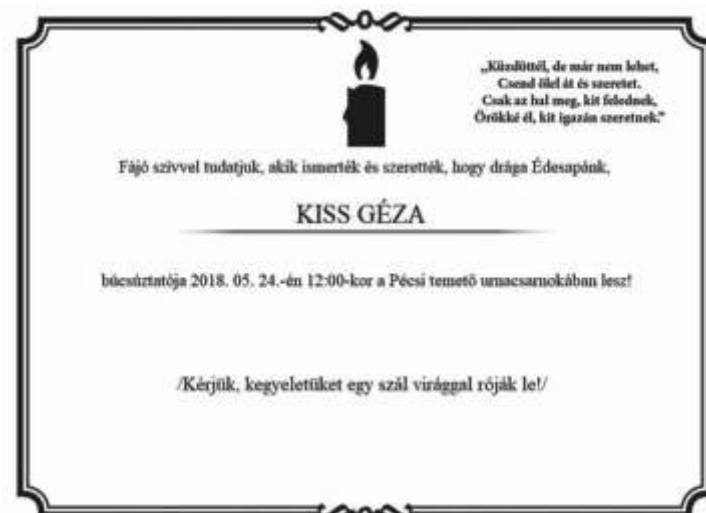 „Küzdöttél, de már nem lehet,
Csend ölel át és szeretet.
Csak az hal meg, kit felednek,
Örökké él, kit igazán szeretnek.”
Fájó szívvel tudatjuk, akik ismerték és szerették, hogy drága Édesapánk,
KISS GÉZA
búcsúztatója 2018. 05. 24.-én 12:00-kor a Pécsi temető urnacsarnokában lesz!
/Kérjük, kegyeletüket egy szál virággal róják le!/